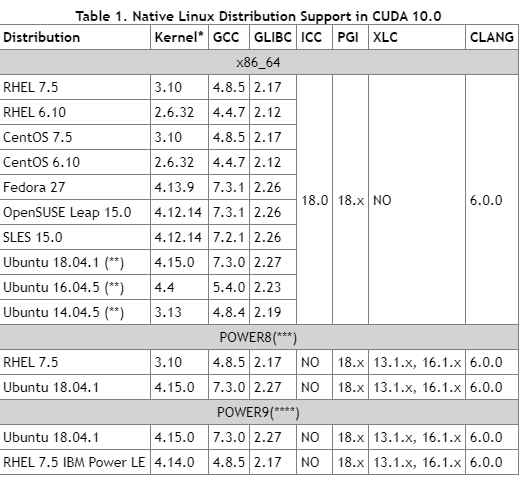 Table 1. Native Linux Distribution Support in CUDA 10.0
Distribution Kernel* GCC GLIBC ICC PGI XLC CLANG
x86_64
RHEL 7.5 3.10 4.8.5 2.17
RHEL 6.10 2.6.32 4.4.7 2.12
CentOS 7.5 3.10 4.8.5 2.17
CentOS 6.10 2.6.32 4.4.7 2.12
Fedora 27 4.13.9 7.3.1 2.26
18.0 18.x NO 6.0.0
OpenSUSE Leap 15.0 4.12.14 7.3.1 2.26
SLES 15.0 4.12.14 7.2.1 2.26
Ubuntu 18.04.1 (**) 4.15.0 7.3.0 2.27
Ubuntu 16.04.5 (**) 4.4 5.4.0 2.23
Ubuntu 14.04.5 (**) 3.13 4.8.4 2.19
POWER8(***)
RHEL 7.5 3.10 4.8.5 2.17 NO 18.x 13.1.x, 16.1.x 6.0.0
Ubuntu 18.04.1 4.15.0 7.3.0 2.27 NO 18.x 13.1.x, 16.1.x 6.0.0
POWER9(****)
Ubuntu 18.04.1 4.15.0 7.3.0 2.27 NO 18.x 13.1.x, 16.1.x 6.0.0
RHEL 7.5 IBM Power LE 4.14.0 4.8.5 2.17 NO 18.x 13.1.x, 16.1.x 6.0.0